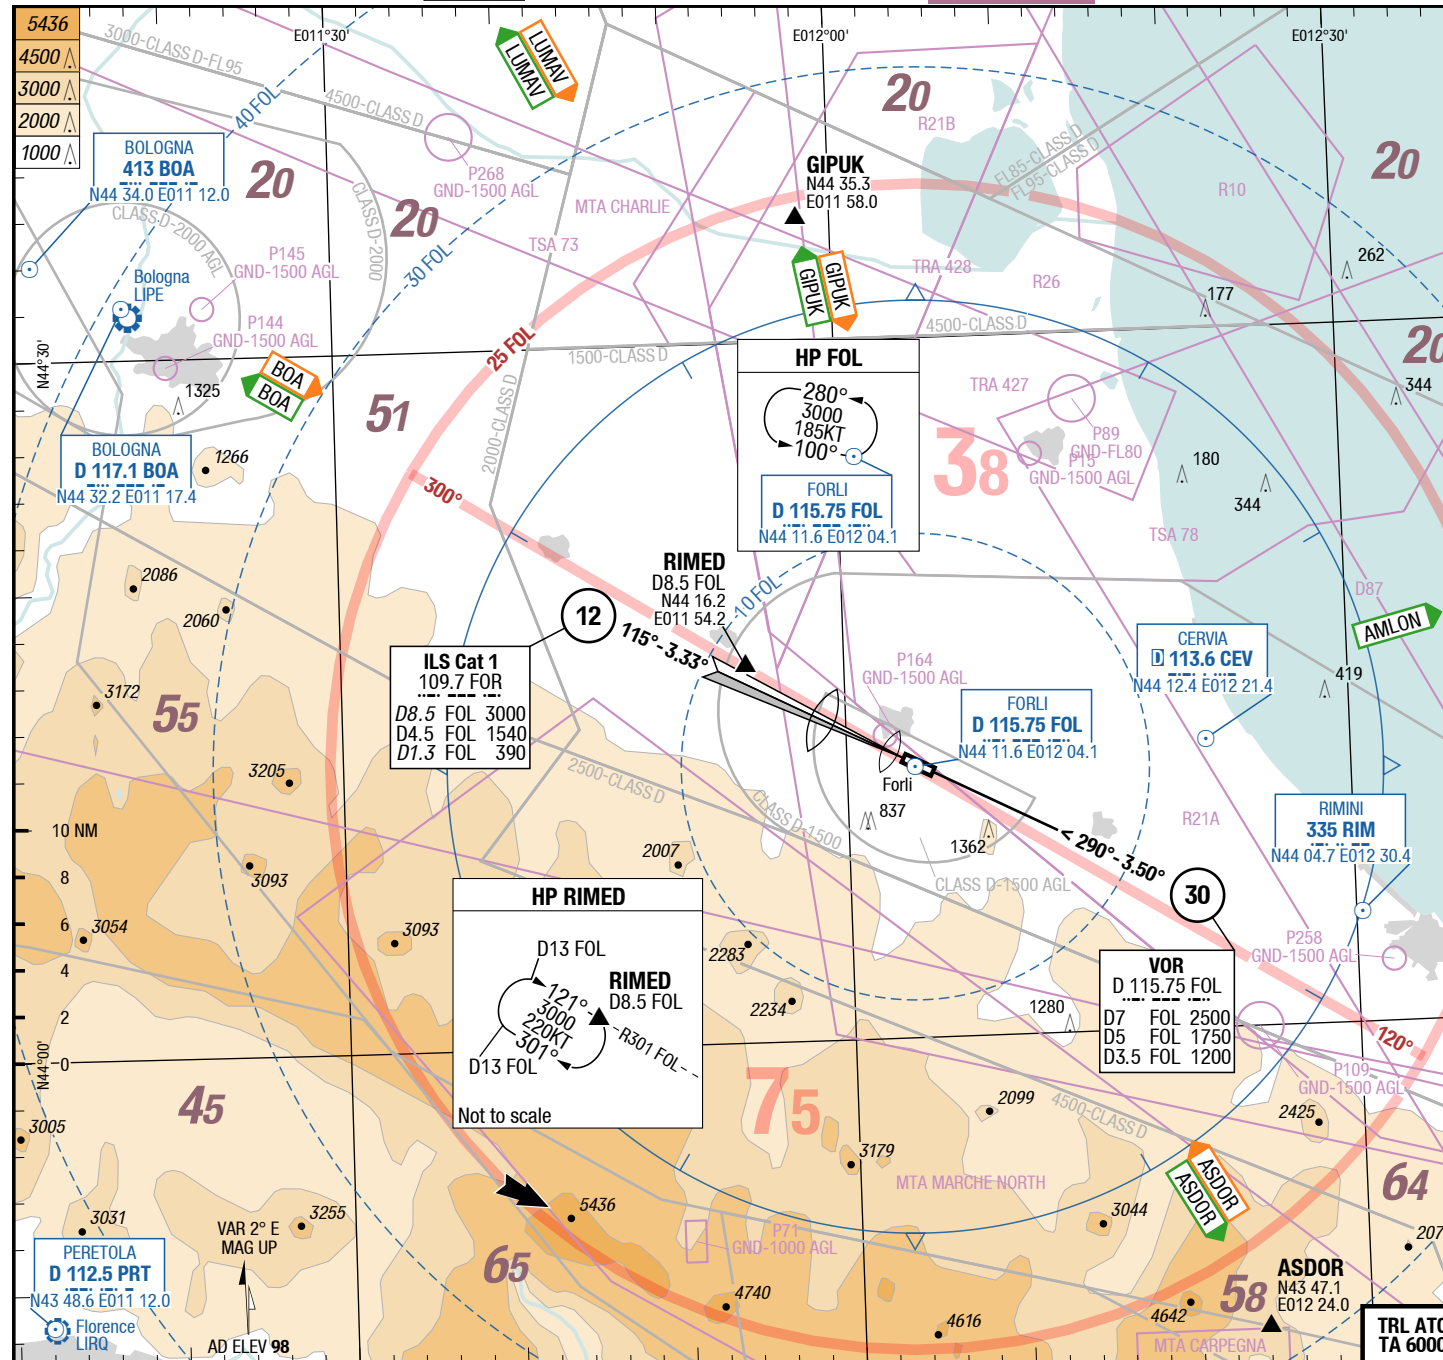 5436
4500
3000
2000
1000
E011°30'
E012°00'
E012°30'
3000-CLASS D-FL95
4500-CLASS D
40 FOL
LUMAV
LUMAV
20
R21B
FL85-CLASS D
FL95-CLASS D
20
R10
BOLOGNA
413 BOA
N44 34.0 E011 12.0
20
P268
GND-1500 AGL
GIPUK
N44 35.3
E011 58.0
CLASS D-2000 AGL
CLASS D-2000
20
MTA CHARLIE
TSA 73
30 FOL
P145
GND-1500 AGL
Bologna
LIPE
P144
GND-1500 AGL
GIPUK
GIPUK
TRA 428
R26
262
177
4500-CLASS D
1500-CLASS D
25 FOL
20
N44°30'
BOA
BOA
1325
51
2000-CLASS D
HP FOL
280°
3000
185KT
100°
FORLI
D 115.75 FOL
N44 11.6 E012 04.1
TRA 427
P89
GND-FL80
P15
GND-1500 AGL
38
344
180
344
TSA 78
BOLOGNA
D 117.1 BOA
N44 32.2 E011 17.4
1266
300°
2086
2060
RIMED
D8.5 FOL
N44 16.2
E011 54.2
10 FOL
12
115°-3.33°
ILS Cat 1
109.7 FOR
D8.5 FOL 3000
D4.5 FOL 1540
D1.3 FOL 390
P164
GND-1500 AGL
D87
AMLON
CERVIA
D 113.6 CEV
N44 12.4 E012 21.4
419
3172
55
FORLI
D 115.75 FOL
N44 11.6 E012 04.1
3205
2500-CLASS D
Forli
837
CLASS D-1500
1362
R21A
RIMINI
335 RIM
N44 04.7 E012 30.4
10 NM
8
6
4
2
0
2007
< 290°-3.50°
30
CLASS D-1500 AGL
3093
3054
3093
HP RIMED
D13 FOL
121°
3000
220KT
301°
RIMED
D8.5 FOL
R301 FOL
D13 FOL
Not to scale
2283
2234
P258
GND-1500 AGL
VOR
D 115.75 FOL
D7 FOL 2500
D5 FOL 1750
D3.5 FOL 1200
1280
120°
P109
GND-1500 AGL
N44°00'
45
3005
75
2099
4500-CLASS D
2425
3179
MTA MARCHE NORTH
ASDOR
ASDOR
64
5436
3255
3031
VAR 2° E
MAG UP
P71
GND-1000 AGL
3044
207
PERETOLA
D 112.5 PRT
N43 48.6 E011 12.0
65
58
ASDOR
N43 47.1
E012 24.0
4740
4616
4642
Florence
LIRQ
AD ELEV 98
MTA CARPEGNA
TRL ATC
TA 6000